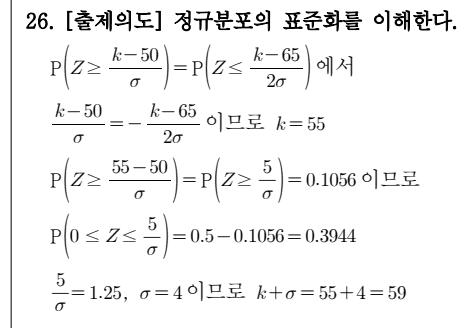 26. [출제의도] 정규분포의 표준화를 이해한다.
P(Z≥ (k−50)/σ)=P(Z≤ (k−65)/2σ) 에서
(k−50)/σ=−(k−65)/2σ 이므로 k=55
P(Z≥ (55−50)/σ)=P(Z≥ 5/σ)=0.1056 이므로
P(0≤Z≤ 5/σ)=0.5−0.1056=0.3944
5/σ=1.25, σ=4 이므로 k+σ=55+4=59